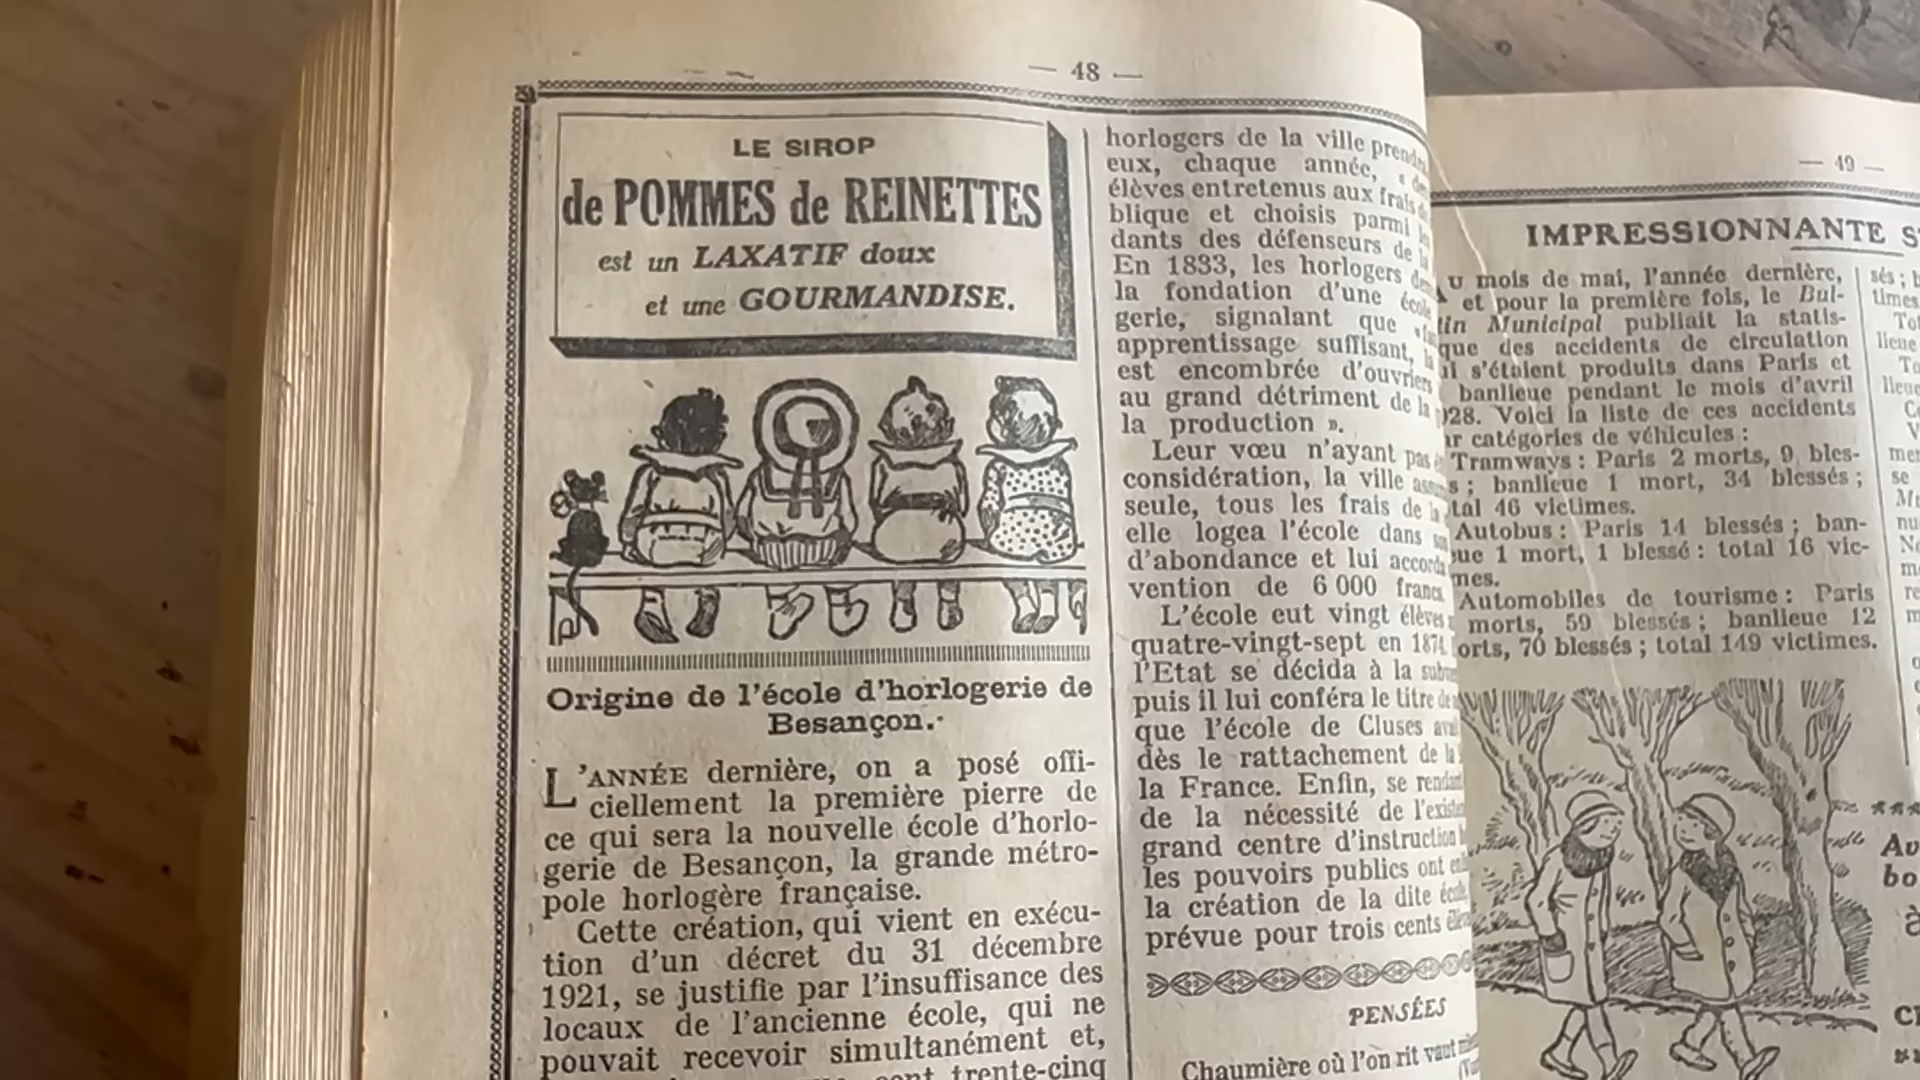 — 48 —
LE SIROP
de POMMES de REINETTES
est un LAXATIF doux
et une GOURMANDISE.
Origine de l'école d'horlogerie de
Besançon.
L'ANNÉE dernière, on a posé offi-
ciellement la première pierre de
ce qui sera la nouvelle école d'horlo-
gerie de Besançon, la grande métro-
pole horlogère française.
Cette création, qui vient en exécu-
tion d'un décret du 31 décembre
1921, se justifie par l'insuffisance des
locaux de l'ancienne école, qui ne
pouvait recevoir simultanément et,
trente-cinq
horlogers de la ville
eux, chaque année, «
élèves entretenus aux frais
blique et choisis parmi
dants des défenseurs de
En 1833, les horlogers
la fondation d'une
gerie, signalant que
apprentissage suffisant,
est encombrée d'ouvriers
au grand détriment de la
la production ».
Leur vœu n'ayant pas
considération, la ville
seule, tous les frais de
elle logea l'école dans
d'abondance et lui
vention de 6 000 francs
L'école eut vingt élèves
quatre-vingt-sept en 1874
l'Etat se décida à la
puis il lui conféra le titre
que l'école de Cluses
dès le rattachement de la
la France. Enfin, se
de la nécessité de
grand centre d'instruction
les pouvoirs publics ont
la création de la dite
prévue pour trois cents
PENSÉES
Chaumière où l'on rit vaut
— 49 —
IMPRESSIONNANTE
u mois de mai, l'année dernière,
et pour la première fois, le Bul-
tin Municipal publiait la statis-
que des accidents de circulation
il s'étaient produits dans Paris et
banlieue pendant le mois d'avril
928. Voici la liste de ces accidents
ar catégories de véhicules :
Tramways : Paris 2 morts, 9 bles-
s ; banlieue 1 mort, 34 blessés ;
tal 46 victimes.
Autobus : Paris 14 blessés ; ban-
ue 1 mort, 1 blessé : total 16 vic-
mes.
Automobiles de tourisme : Paris
morts, 59 blessés ; banlieue 12
orts, 70 blessés ; total 149 victimes.
sés ; b
times